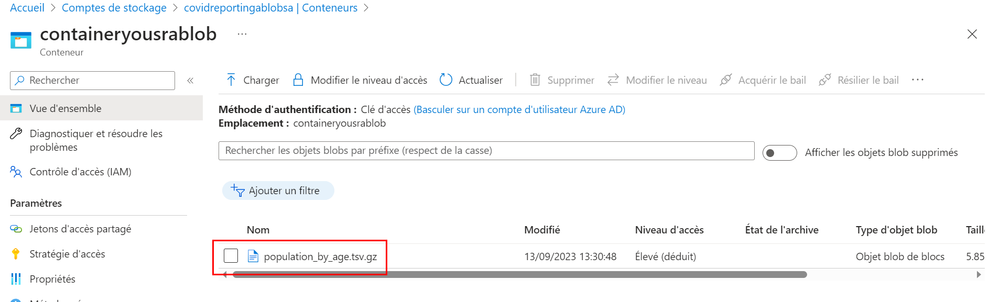 Accueil > Comptes de stockage > covidreportingablobsa | Conteneurs >
containeryousrablob ...
Conteneur
Rechercher «
Vue d'ensemble
Diagnostiquer et résoudre les
problèmes
Contrôle d'accès (IAM)
Paramètres
Jetons d'accès partagé
Stratégie d'accès
Propriétés
Charger Modifier le niveau d'accès Actualiser Supprimer Modifier le niveau Acquérir le bail Résilier le bail ...
Méthode d'authentification : Clé d'accès (Basculer sur un compte d'utilisateur Azure AD)
Emplacement : containeryousrablob
Rechercher les objets blobs par préfixe (respect de la casse) Afficher les objets blob supprimés
Ajouter un filtre
Nom Modifié Niveau d'accès État de l'archive Type d'objet blob
population_by_age.tsv.gz 13/09/2023 13:30:48 Élevé (déduit) Objet blob de blocs 5.85